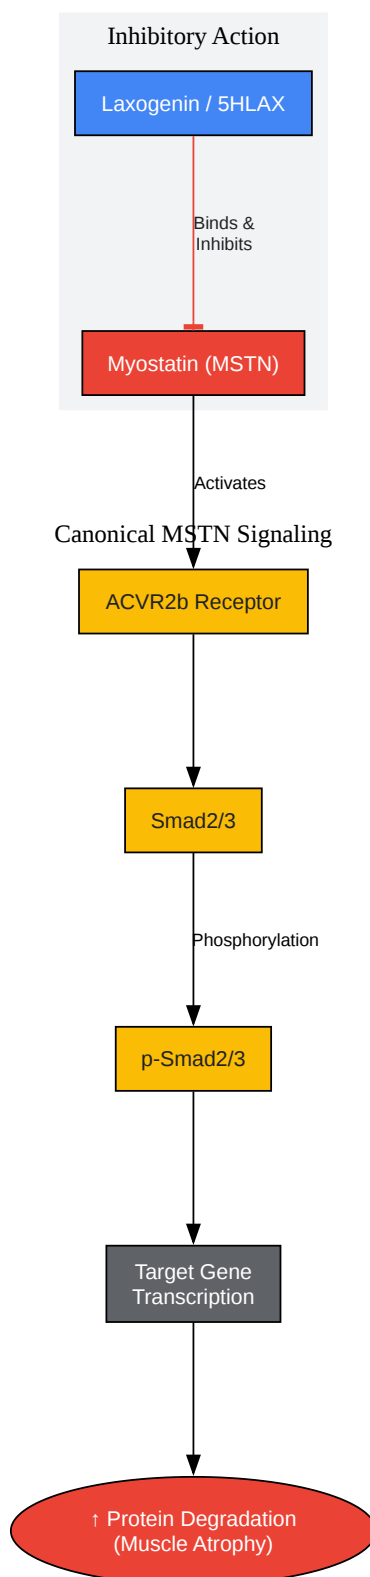 Inhibitory Action
Laxogenin / 5HLAX
Binds &
Inhibits
Myostatin (MSTN)
Activates
Canonical MSTN Signaling
ACVR2b Receptor
Smad2/3
Phosphorylation
p-Smad2/3
Target Gene
Transcription
↑ Protein Degradation
(Muscle Atrophy)